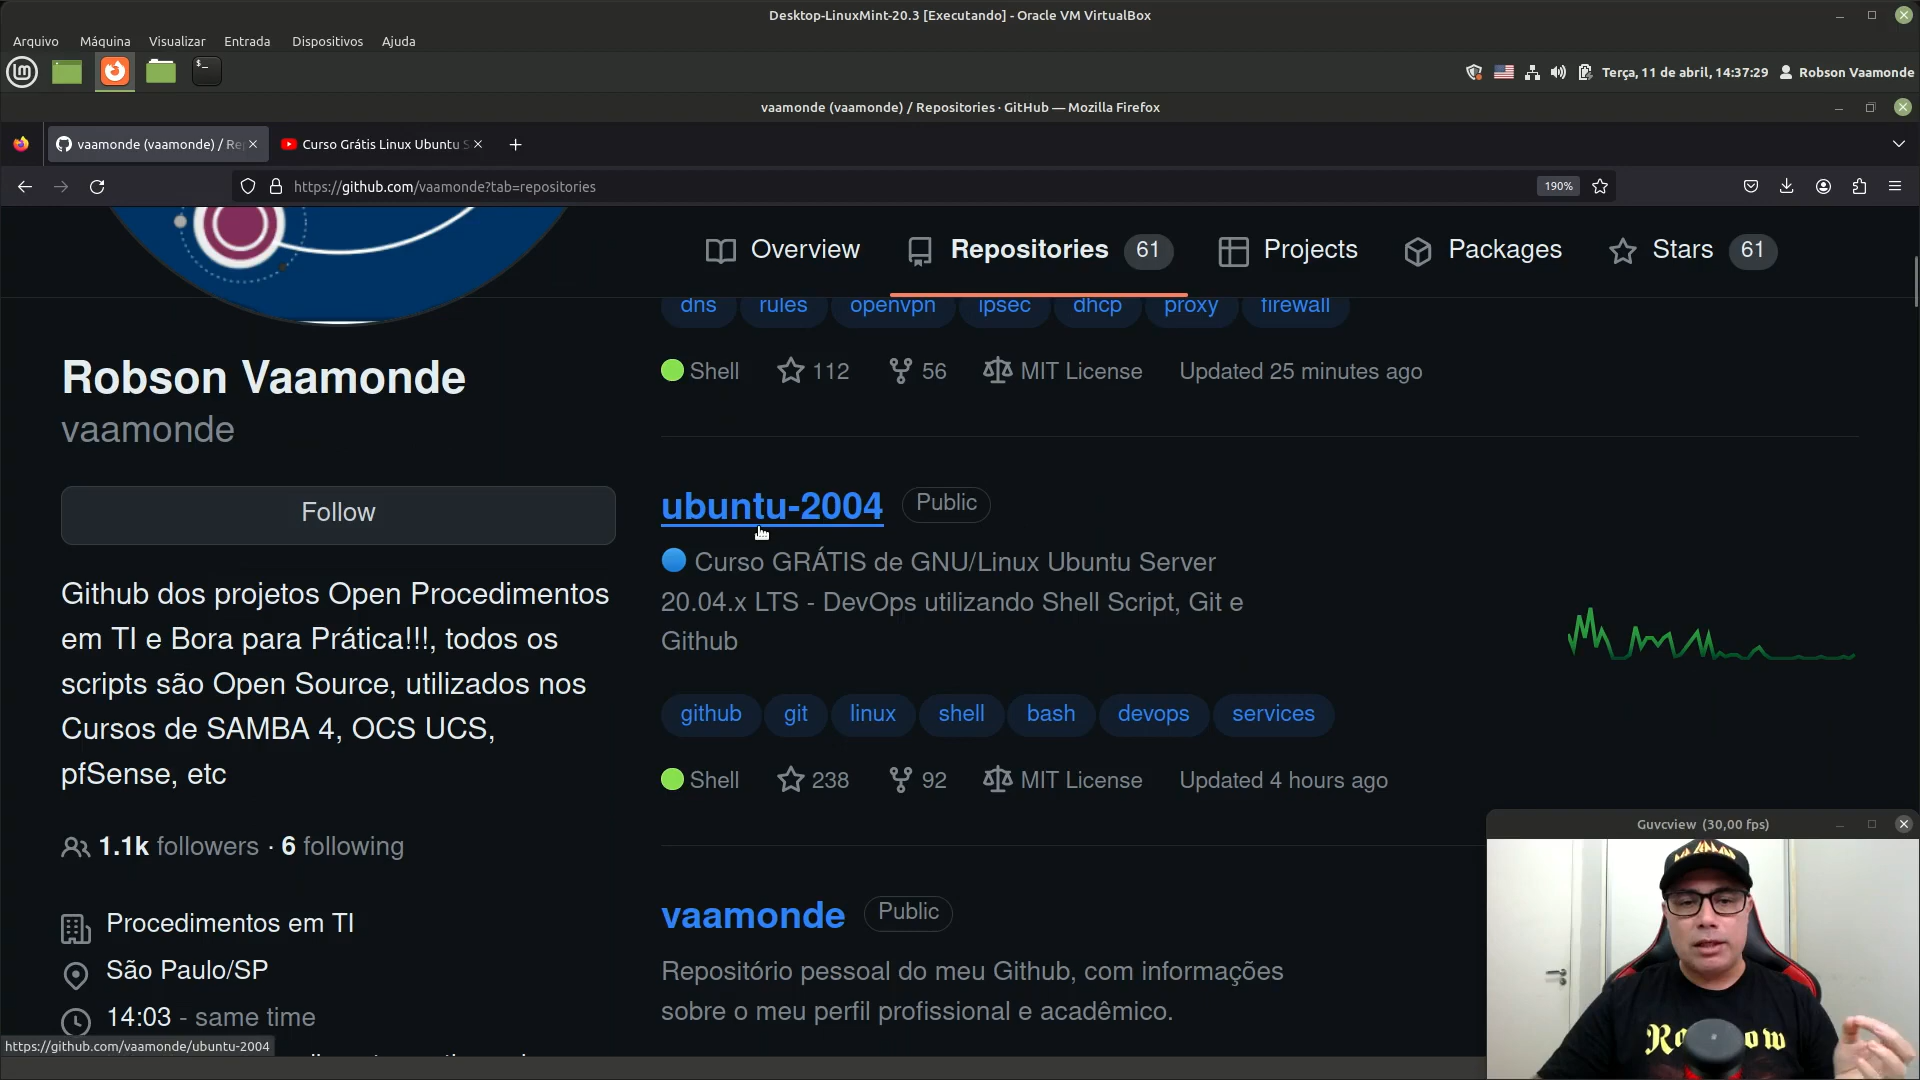 Desktop-LinuxMint-20.3 [Executando] - Oracle VM VirtualBox
Arquivo Máquina Visualizar Entrada Dispositivos Ajuda
Terça, 11 de abril, 14:37:29 Robson Vaamonde
vaamonde (vaamonde) / Repositories · GitHub — Mozilla Firefox
vaamonde (vaamonde) / Re
Curso Grátis Linux Ubuntu S
https://github.com/vaamonde?tab=repositories
190%
Overview
Repositories 61
Projects
Packages
Stars 61
dns rules openvpn ipsec dhcp proxy firewall
Shell 112 56 MIT License Updated 25 minutes ago
Robson Vaamonde
vaamonde
Follow
Github dos projetos Open Procedimentos
em TI e Bora para Prática!!!, todos os
scripts são Open Source, utilizados nos
Cursos de SAMBA 4, OCS UCS,
pfSense, etc
1.1k followers · 6 following
Procedimentos em TI
São Paulo/SP
14:03 - same time
ubuntu-2004 Public
Curso GRÁTIS de GNU/Linux Ubuntu Server
20.04.x LTS - DevOps utilizando Shell Script, Git e
Github
github git linux shell bash devops services
Shell 238 92 MIT License Updated 4 hours ago
vaamonde Public
Repositório pessoal do meu Github, com informações
sobre o meu perfil profissional e acadêmico.
https://github.com/vaamonde/ubuntu-2004
Guvcview (30,00 fps)